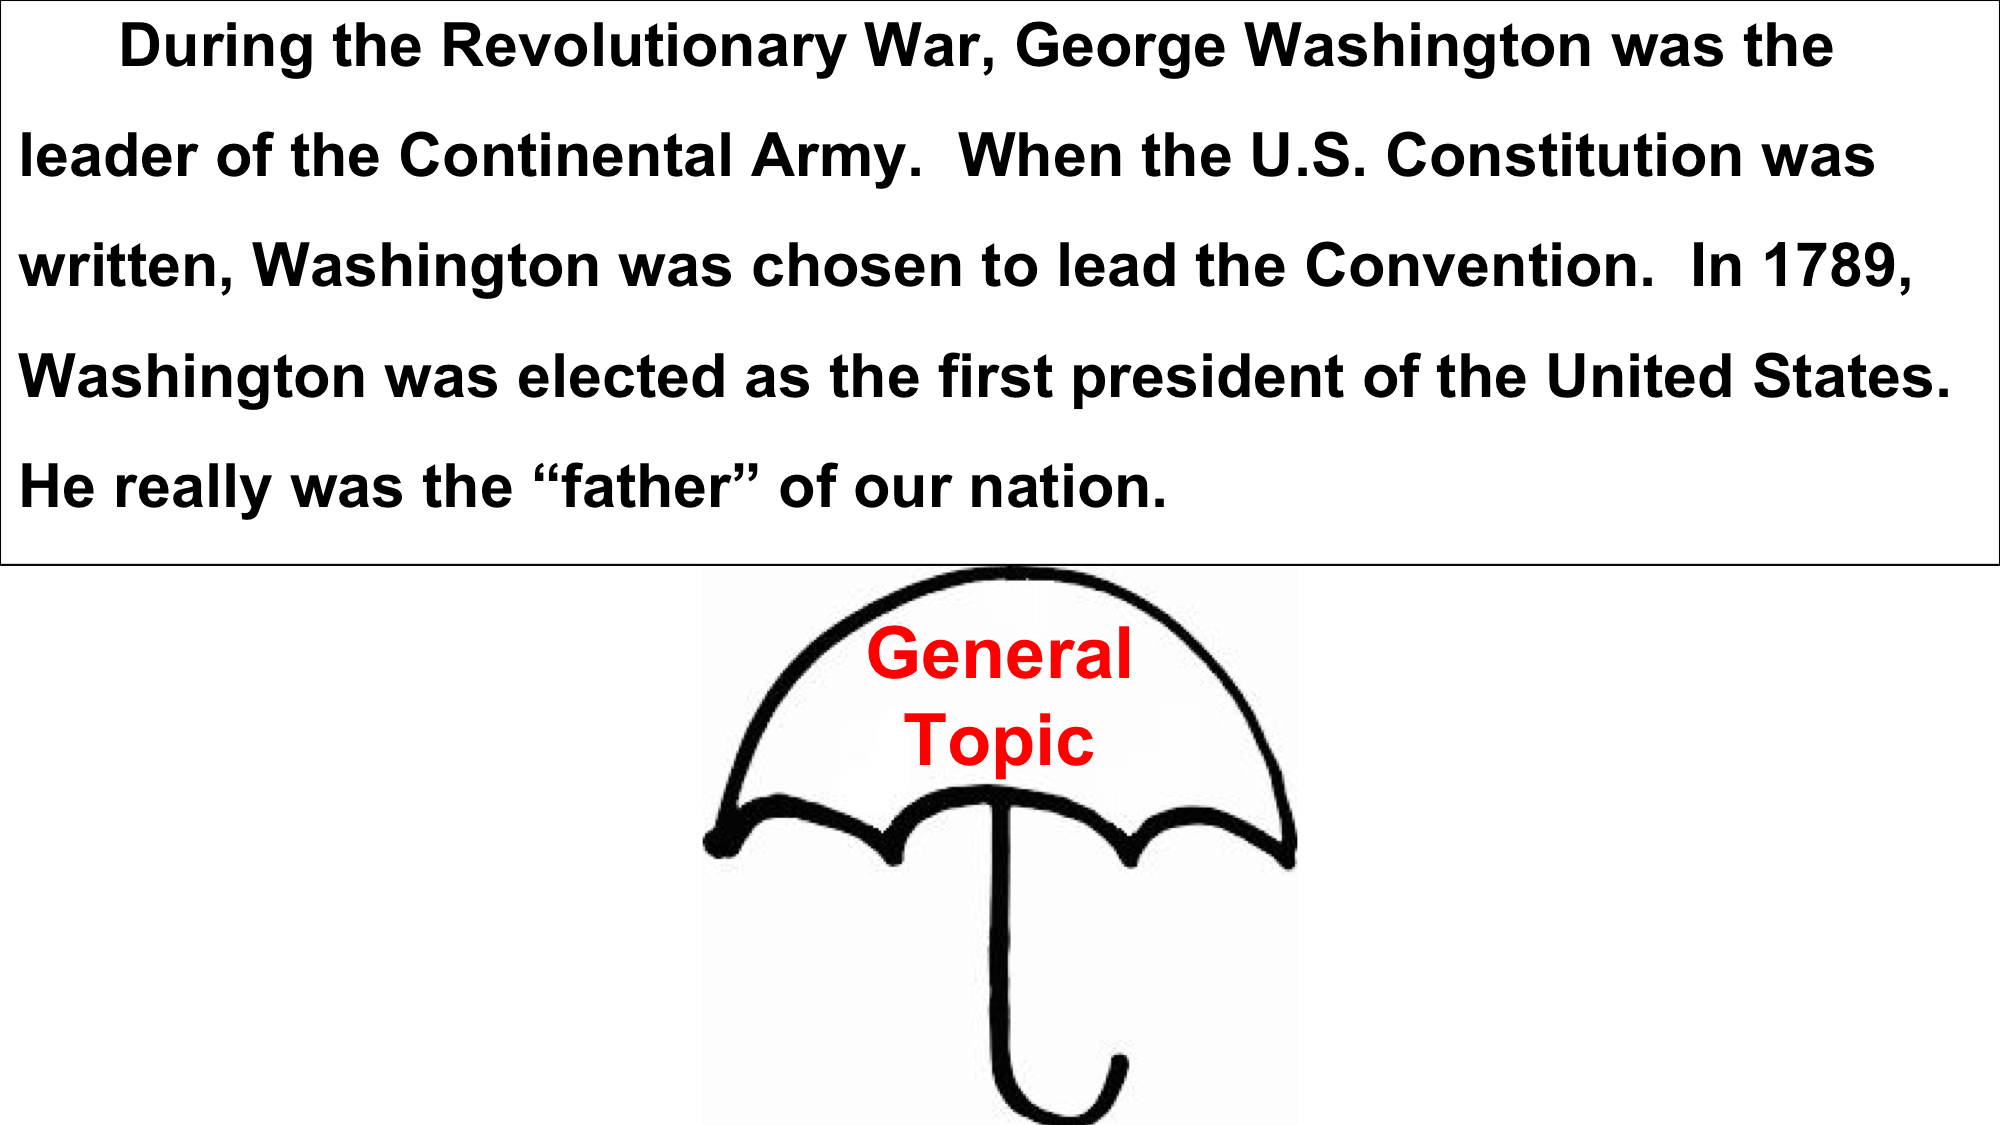 During the Revolutionary War, George Washington was the
leader of the Continental Army.  When the U.S. Constitution was
written, Washington was chosen to lead the Convention.  In 1789,
Washington was elected as the first president of the United States.
He really was the “father” of our nation.
General
Topic